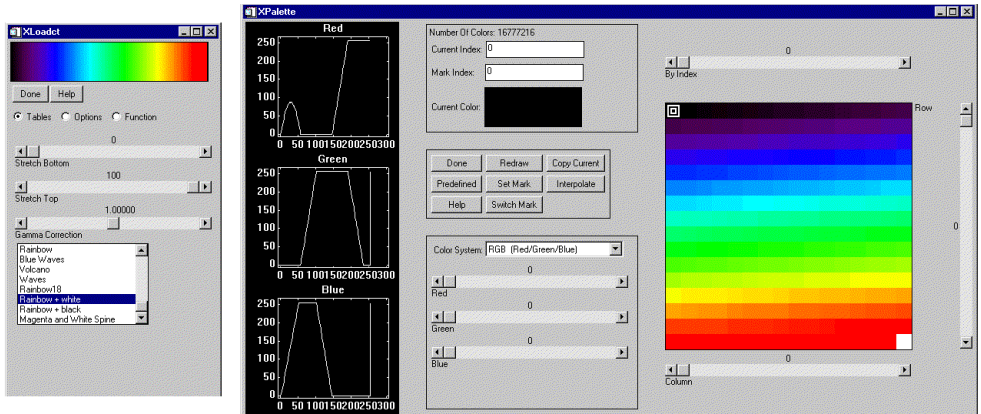 XLoadct
Done Help
Tables Options Function
0
Stretch Bottom
100
Stretch Top
1.00000
Gamma Correction
Rainbow
Blue Waves
Volcano
Waves
Rainbow18
Rainbow + white
Rainbow + black
Magenta and White Spine
XPalette
Red
250
200
150
100
50
0
0 50 100150200250300
Green
250
200
150
100
50
0
0 50 100150200250300
Blue
250
200
150
100
50
0
0 50 100150200250300
Number Of Colors: 16777216
Current Index: 0
Mark Index: 0
Current Color:
Done Redraw Copy Current
Predefined Set Mark Interpolate
Help Switch Mark
Color System: RGB (Red/Green/Blue)
0
Red
0
Green
0
Blue
0
By Index
Row
0
0
Column